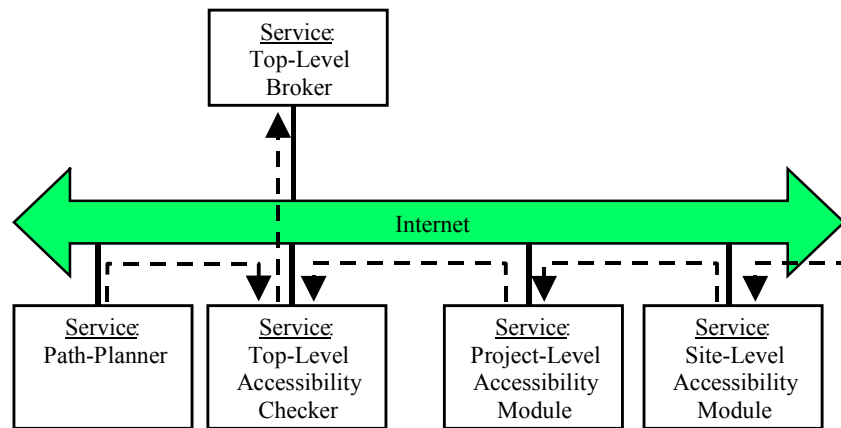 Service:
Top-Level
Broker
Internet
Service:
Path-Planner
Service:
Top-Level
Accessibility
Checker
Service:
Project-Level
Accessibility
Module
Service:
Site-Level
Accessibility
Module